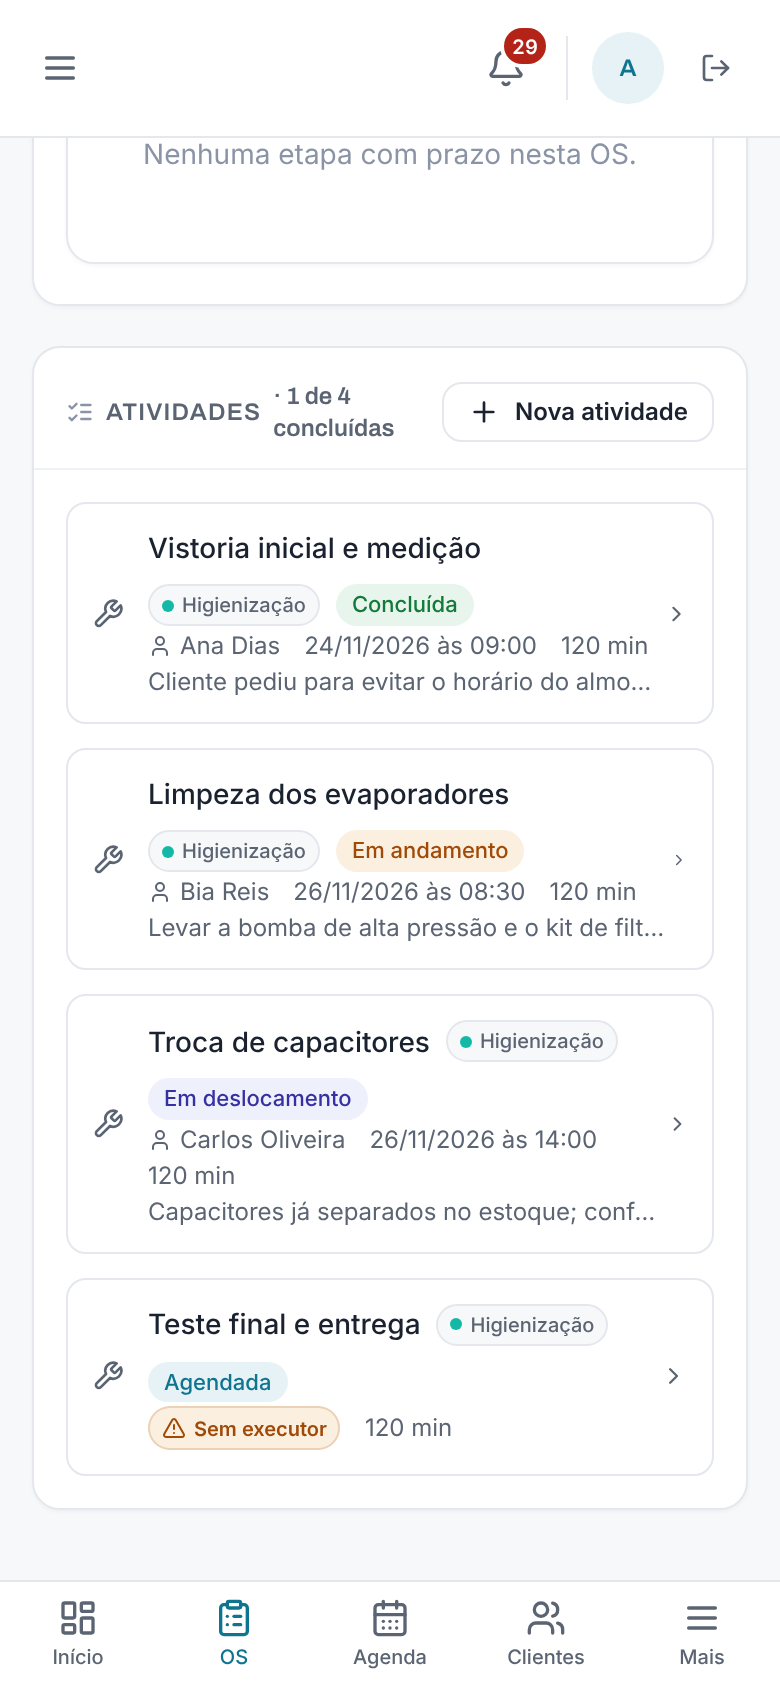 29
A
Nenhuma etapa com prazo nesta OS.
ATIVIDADES · 1 de 4 concluídas
Nova atividade
Vistoria inicial e medição
Higienização Concluída
Ana Dias 24/11/2026 às 09:00 120 min
Cliente pediu para evitar o horário do almo...
Limpeza dos evaporadores
Higienização Em andamento
Bia Reis 26/11/2026 às 08:30 120 min
Levar a bomba de alta pressão e o kit de filt...
Troca de capacitores Higienização
Em deslocamento
Carlos Oliveira 26/11/2026 às 14:00
120 min
Capacitores já separados no estoque; conf...
Teste final e entrega Higienização
Agendada
Sem executor 120 min
Início OS Agenda Clientes Mais